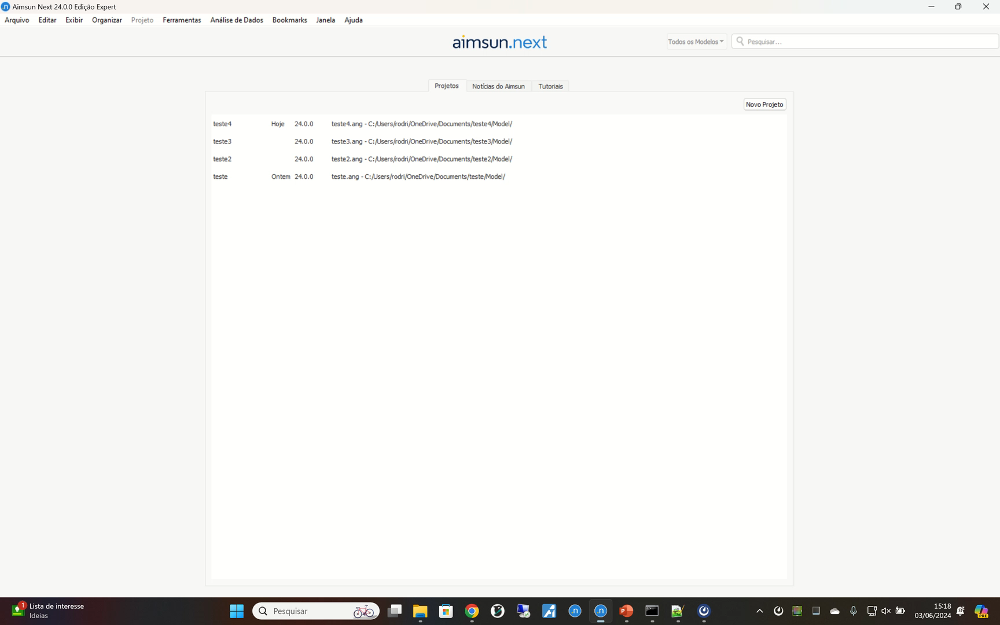 Aimsun Next 24.0.0 Edição Expert
Arquivo Editar Exibir Organizar Projeto Ferramentas Análise de Dados Bookmarks Janela Ajuda
aimsun.next Todos os Modelos Pesquisar...
Projetos Notícias do Aimsun Tutoriais
Novo Projeto
teste4 Hoje 24.0.0 teste4.ang - C:/Users/rodri/OneDrive/Documents/teste4/Model/
teste3 24.0.0 teste3.ang - C:/Users/rodri/OneDrive/Documents/teste3/Model/
teste2 24.0.0 teste2.ang - C:/Users/rodri/OneDrive/Documents/teste2/Model/
teste Ontem 24.0.0 teste.ang - C:/Users/rodri/OneDrive/Documents/teste/Model/
1 Lista de interesse
Ideias
Pesquisar
.n
.n
P
15:18
03/06/2024
PRE